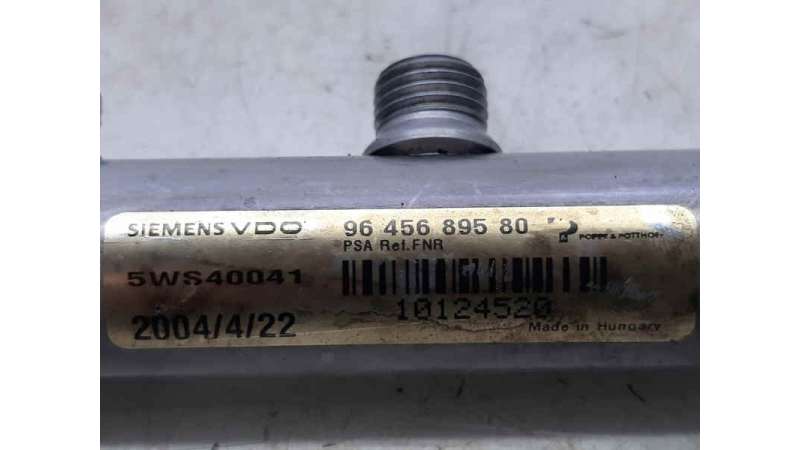 SIEMENS VDO 96 456 895 80 POPPE & POTTHOFF
PSA Ref.FNR
5WS40041
10124520
2004/4/22 Made in Hungary